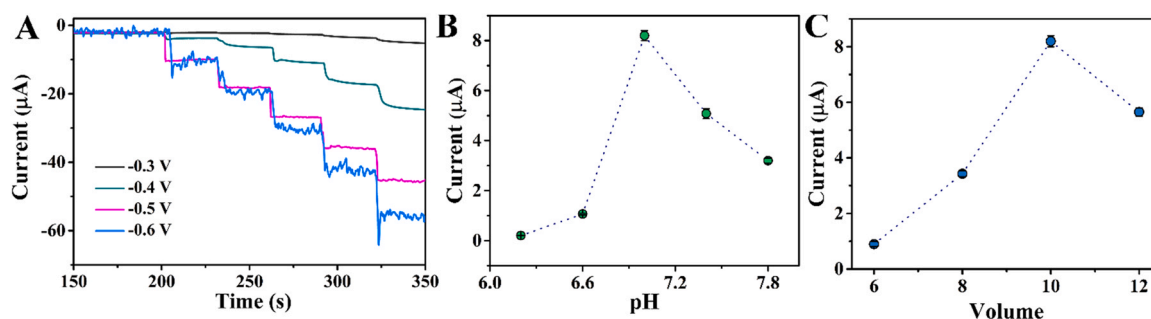 A
Current (μA)
0
-20
-40
-60
-0.3 V
-0.4 V
-0.5 V
-0.6 V
150 200 250 300 350
Time (s)
B
Current (μA)
8
6
4
2
0
6.0 6.6 7.2 7.8
pH
C
Current (μA)
8
6
4
2
0
6 8 10 12
Volume